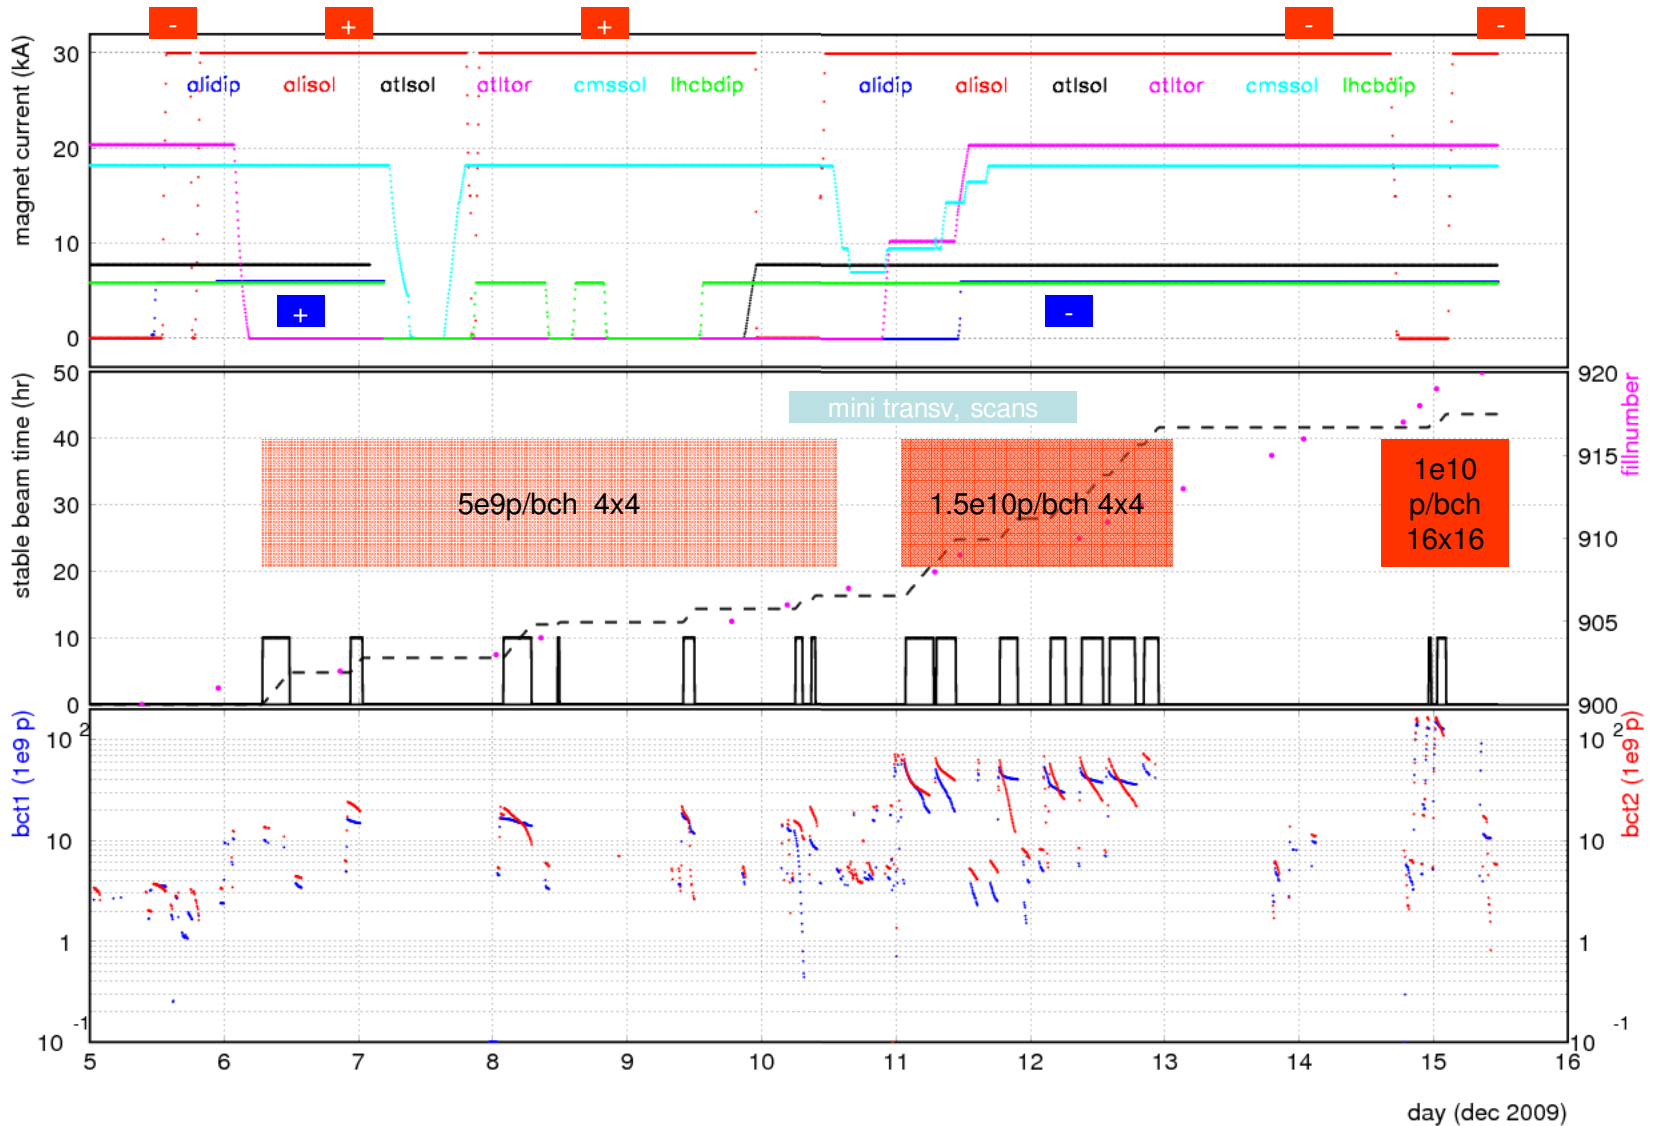 - + + - -
magnet current (kA)
30
20
10
0
alidip alisol atlsol atltor cmssol lhcbdip alidip alisol atlsol atltor cmssol lhcbdip
+ -
stable beam time (hr)
50
40
30
20
10
0
mini transv, scans
5e9p/bch 4x4
1.5e10p/bch 4x4
1e10
p/bch
16x16
920
915
910
905
900
fillnumber
bct1 (1e9 p)
10 2
10
1
10 -1
10 2
10
1
10 -1
bct2 (1e9 p)
5 6 7 8 9 10 11 12 13 14 15 16
day (dec 2009)